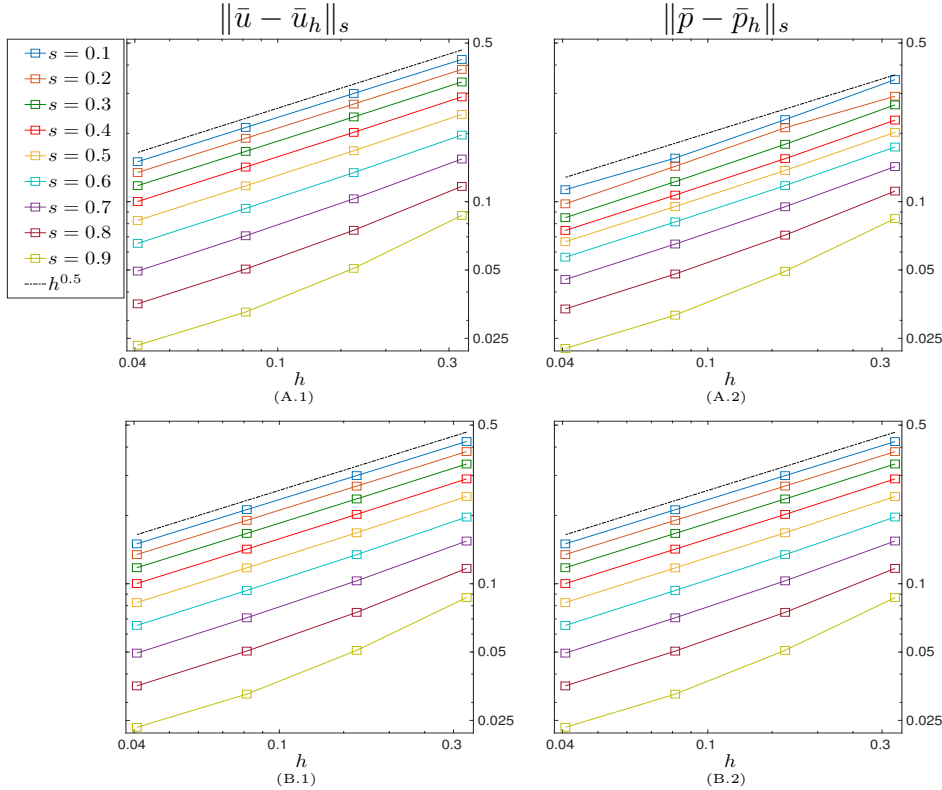 ‖ū − ū_h‖_s
‖p̄ − p̄_h‖_s
s = 0.1
s = 0.2
s = 0.3
s = 0.4
s = 0.5
s = 0.6
s = 0.7
s = 0.8
s = 0.9
h^0.5
0.5
0.1
0.05
0.025
0.04 0.1 0.3
h
(A.1)
0.5
0.1
0.05
0.025
0.04 0.1 0.3
h
(A.2)
0.5
0.1
0.05
0.025
0.04 0.1 0.3
h
(B.1)
0.5
0.1
0.05
0.025
0.04 0.1 0.3
h
(B.2)